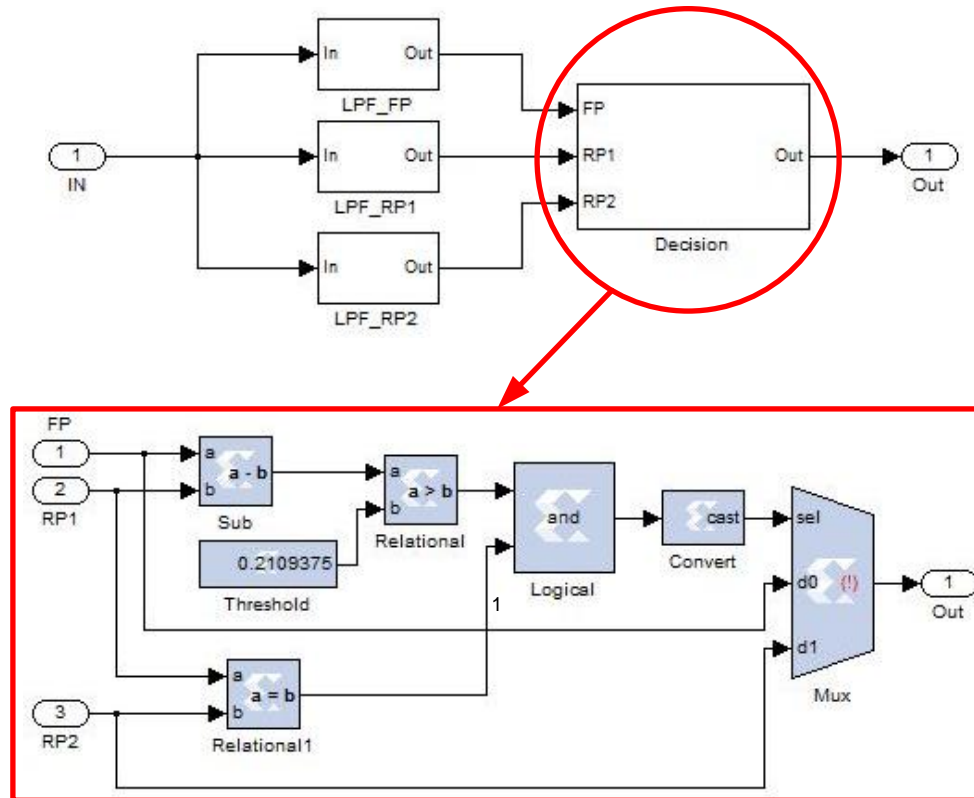 In Out
LPF_FP
1
IN
In Out
LPF_RP1
In Out
LPF_RP2
FP
RP1 Out
RP2
Decision
1
Out
FP
1
2
RP1
a
b
a - b
Sub
a
b
a > b
Relational
0.2109375
Threshold
and
Logical
1
cast
Convert
sel
d0 (!)
d1
Mux
1
Out
a
b
a = b
Relational1
3
RP2